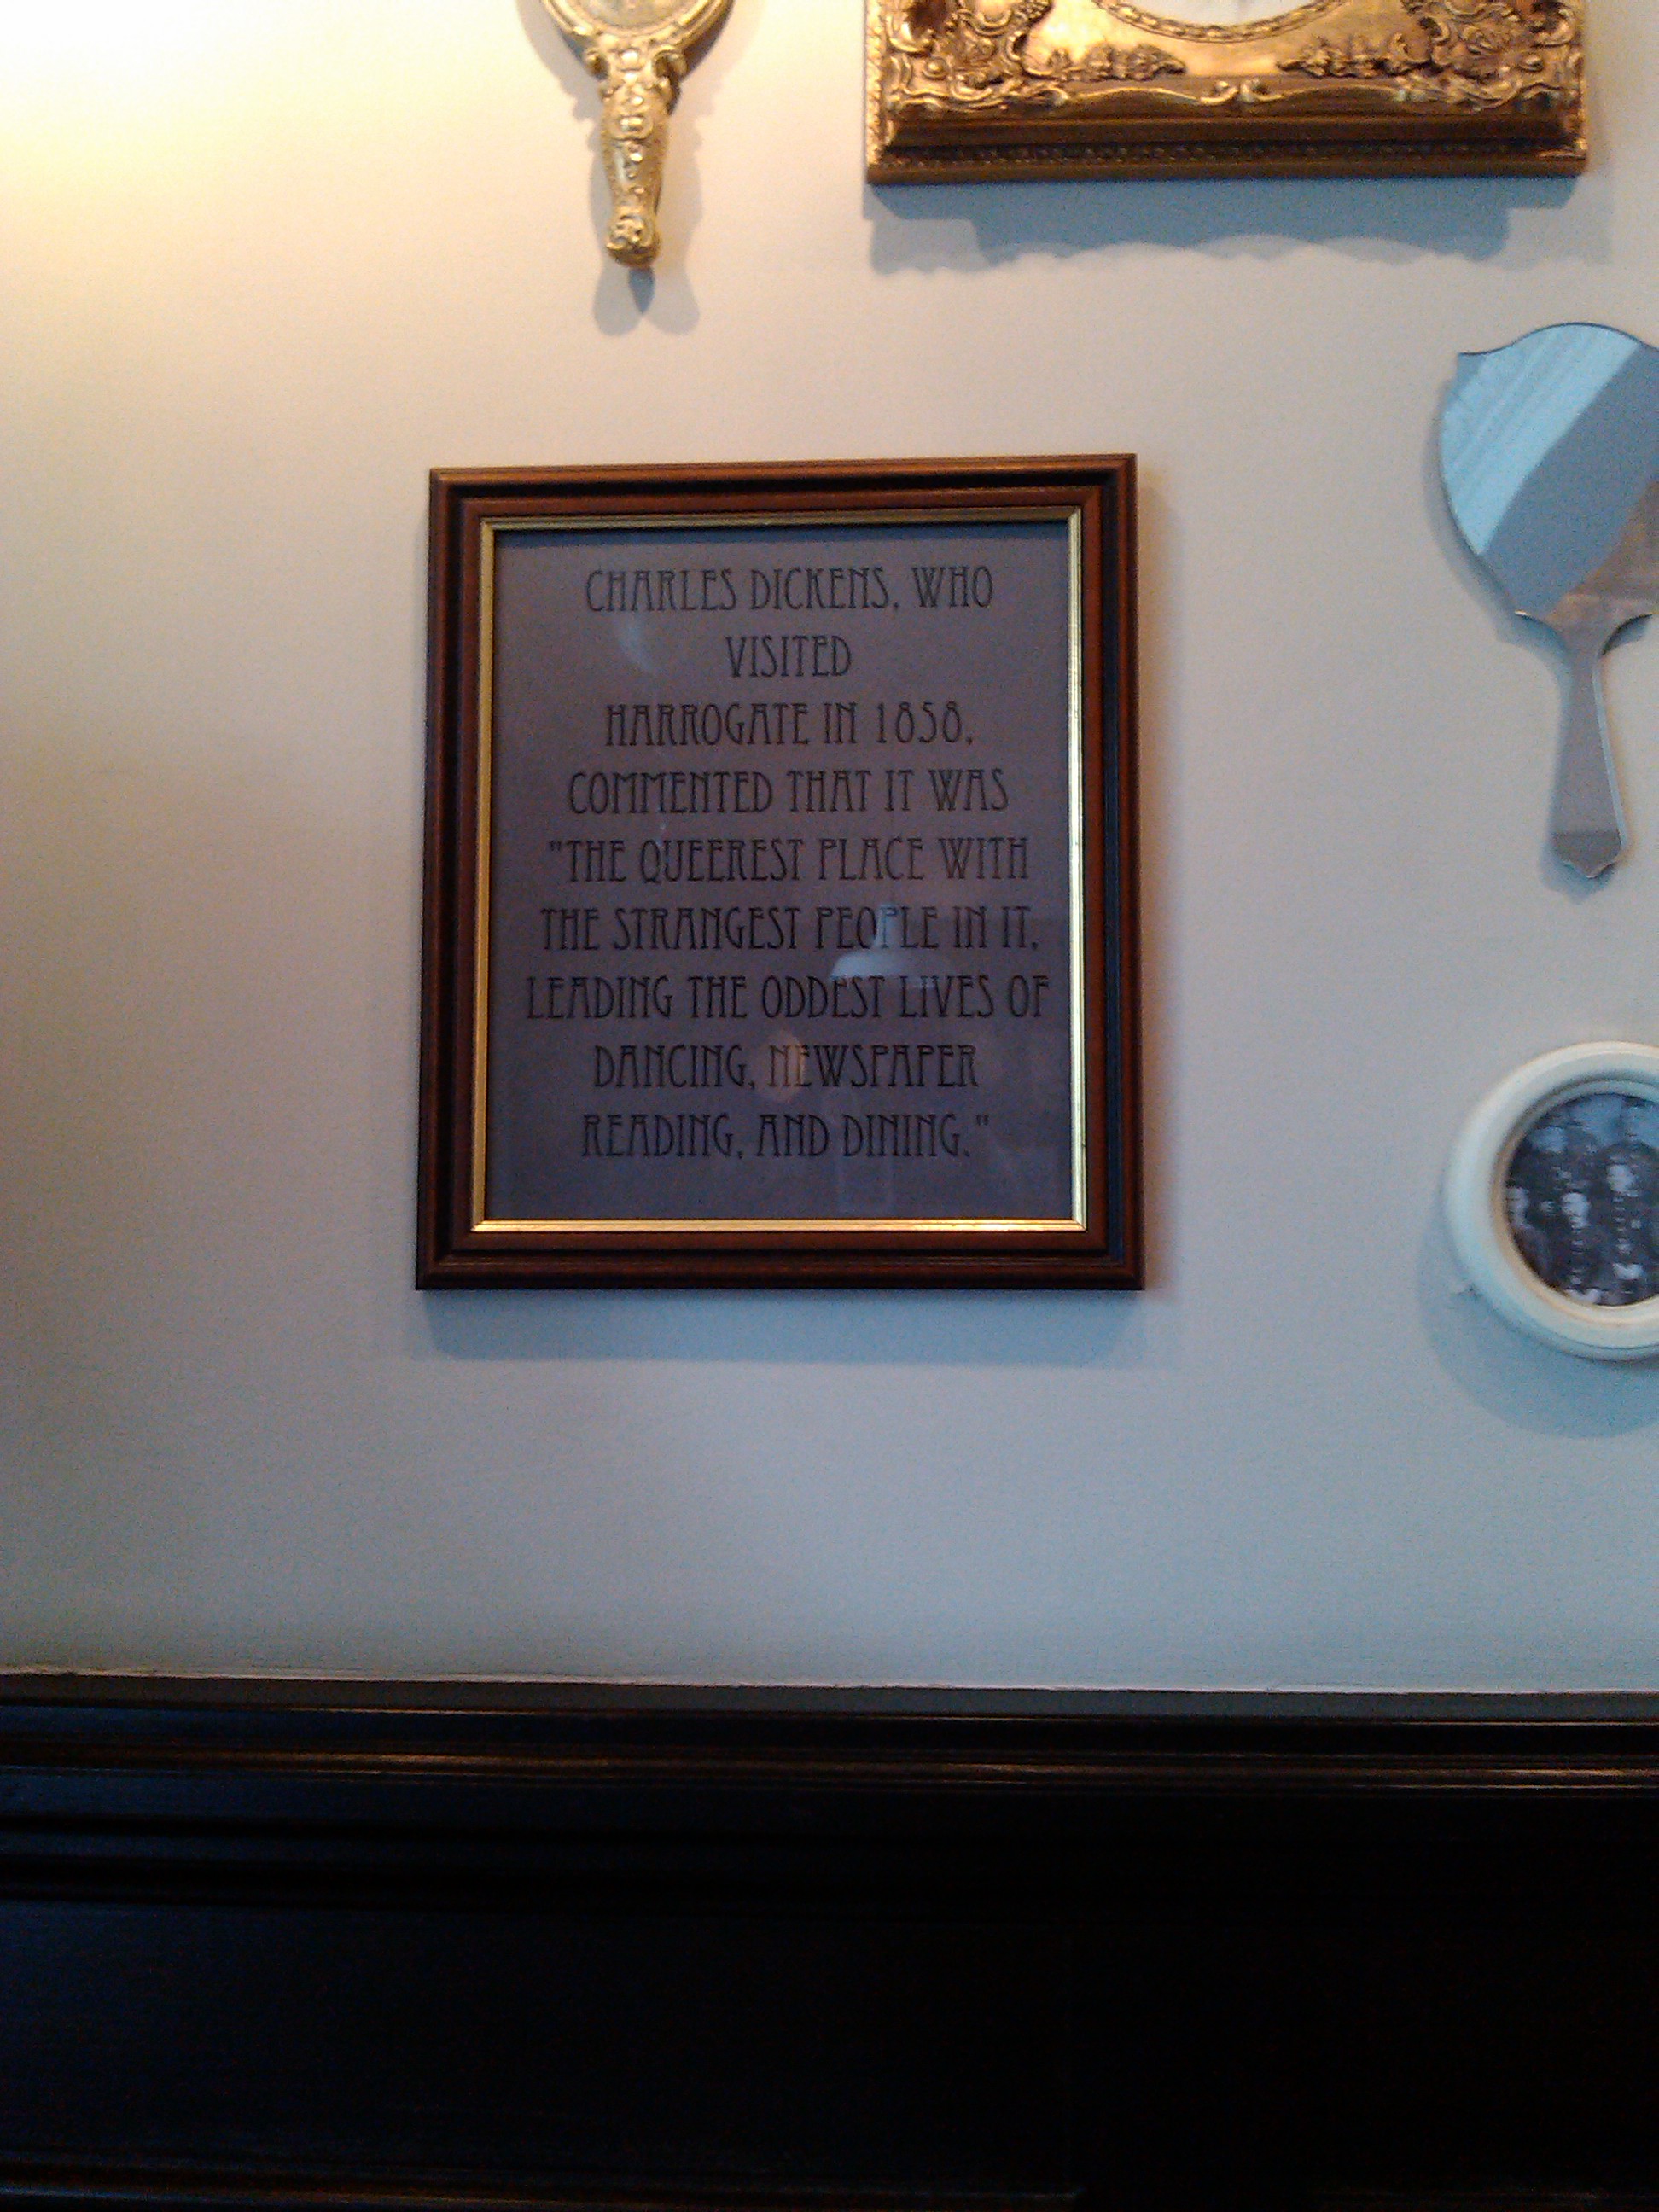 CHARLES DICKENS, WHO
VISITED
HARROGATE IN 1858,
COMMENTED THAT IT WAS
"THE QUEEREST PLACE WITH
THE STRANGEST PEOPLE IN IT,
LEADING THE ODDEST LIVES OF
DANCING, NEWSPAPER
READING, AND DINING."